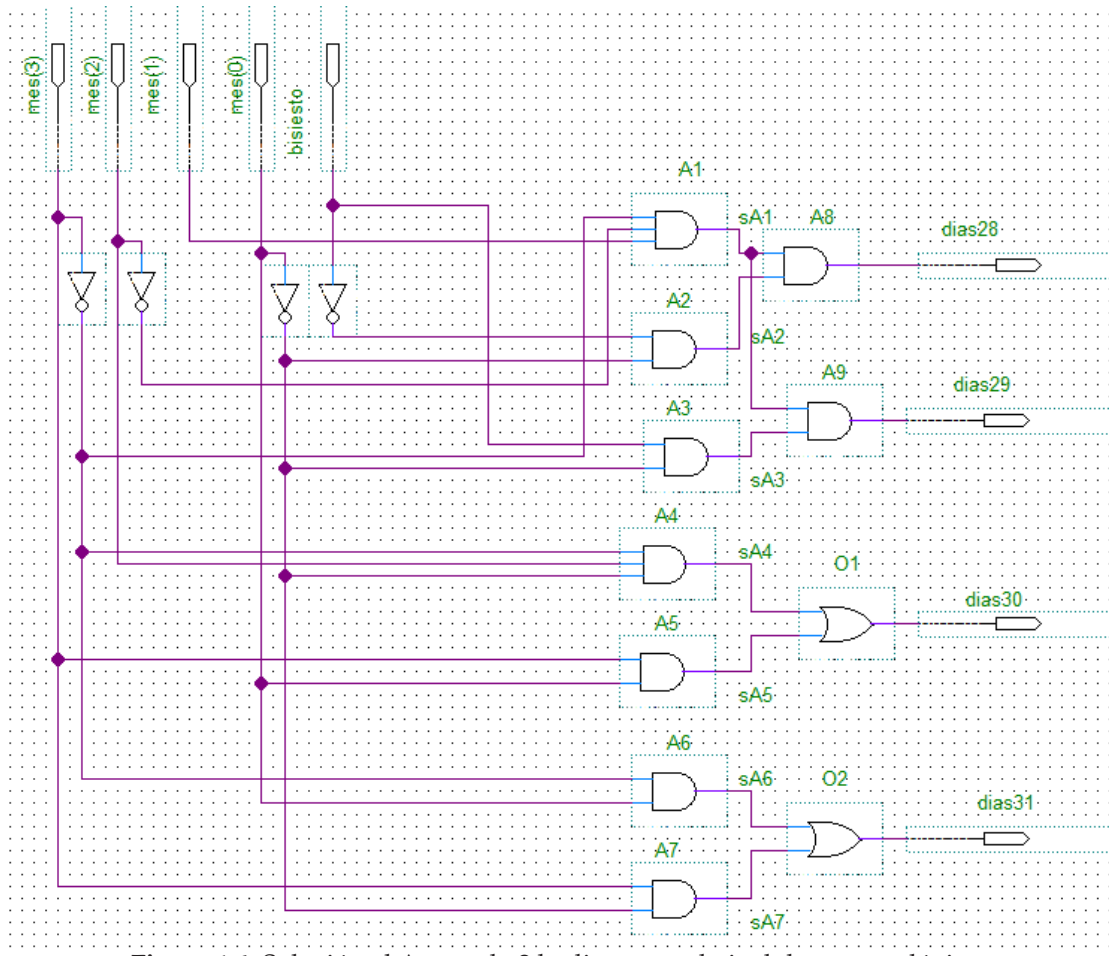 mes(3)
mes(2)
mes(1)
mes(0)
bisiesto
A1
sA1
A8
dias28
A2
sA2
A9
dias29
A3
sA3
A4
sA4
O1
dias30
A5
sA5
A6
sA6
O2
dias31
A7
sA7